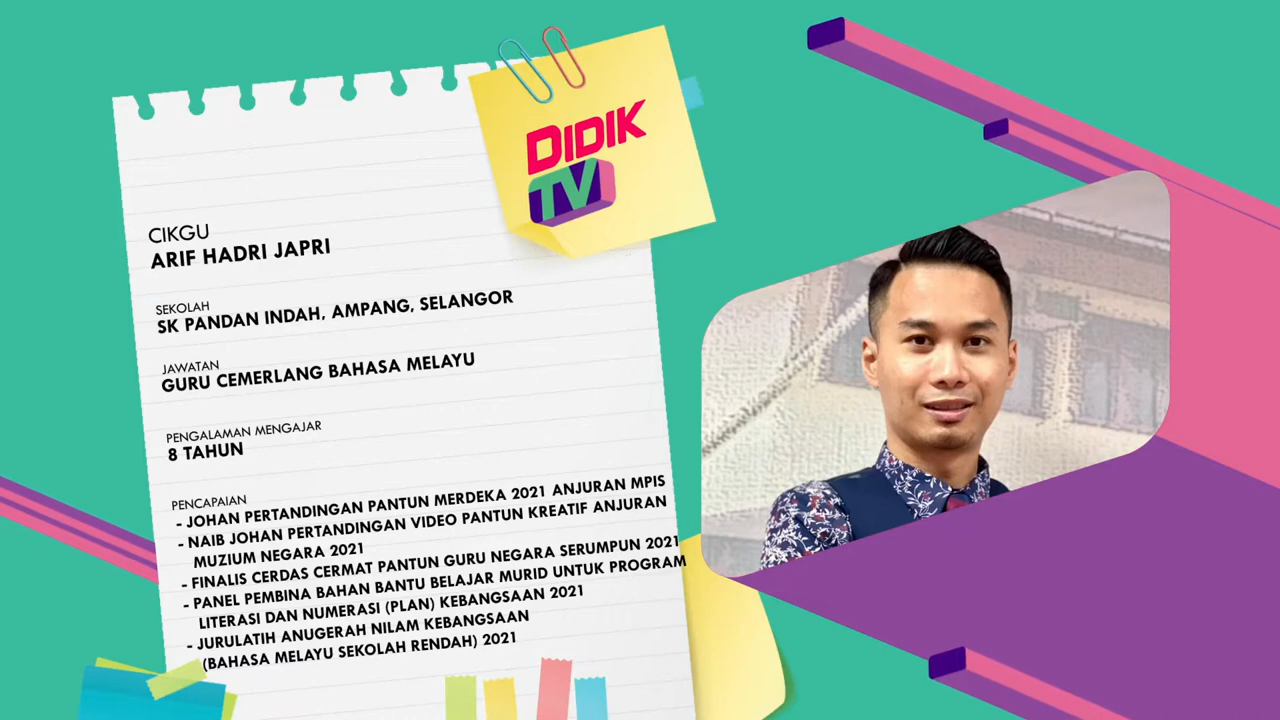 DIDIK
TV
CIKGU
ARIF HADRI JAPRI
SEKOLAH
SK PANDAN INDAH, AMPANG, SELANGOR
JAWATAN
GURU CEMERLANG BAHASA MELAYU
PENGALAMAN MENGAJAR
8 TAHUN
PENCAPAIAN
- JOHAN PERTANDINGAN PANTUN MERDEKA 2021 ANJURAN MPIS
- NAIB JOHAN PERTANDINGAN VIDEO PANTUN KREATIF ANJURAN
MUZIUM NEGARA 2021
- FINALIS CERDAS CERMAT PANTUN GURU NEGARA SERUMPUN 2021
- PANEL PEMBINA BAHAN BANTU BELAJAR MURID UNTUK PROGRAM
LITERASI DAN NUMERASI (PLAN) KEBANGSAAN 2021
- JURULATIH ANUGERAH NILAM KEBANGSAAN
(BAHASA MELAYU SEKOLAH RENDAH) 2021